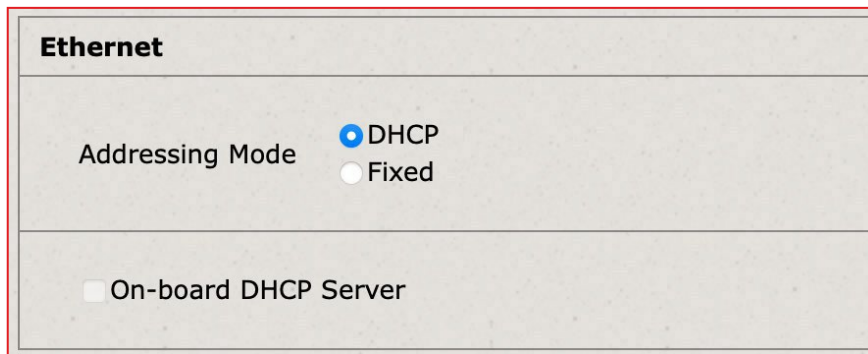 Ethernet
Addressing Mode
DHCP
Fixed
On-board DHCP Server